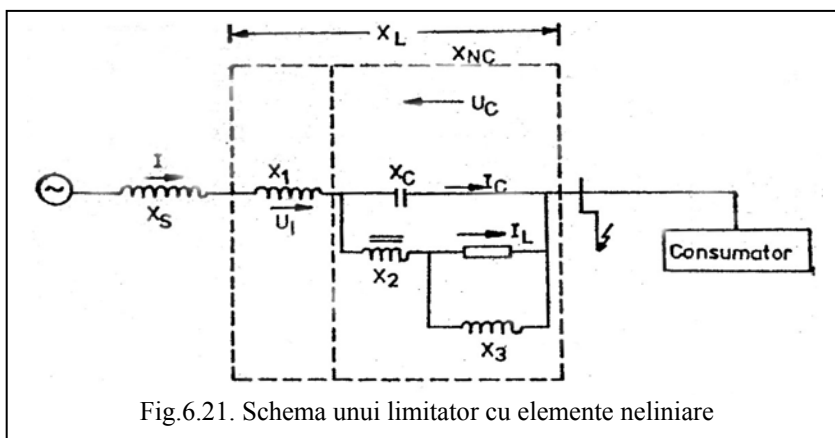 X_L
X_NC
U_C
I
X_S
X_1
U_1
X_C
I_C
X_2
I_L
X_3
Consumator
Fig.6.21. Schema unui limitator cu elemente neliniare